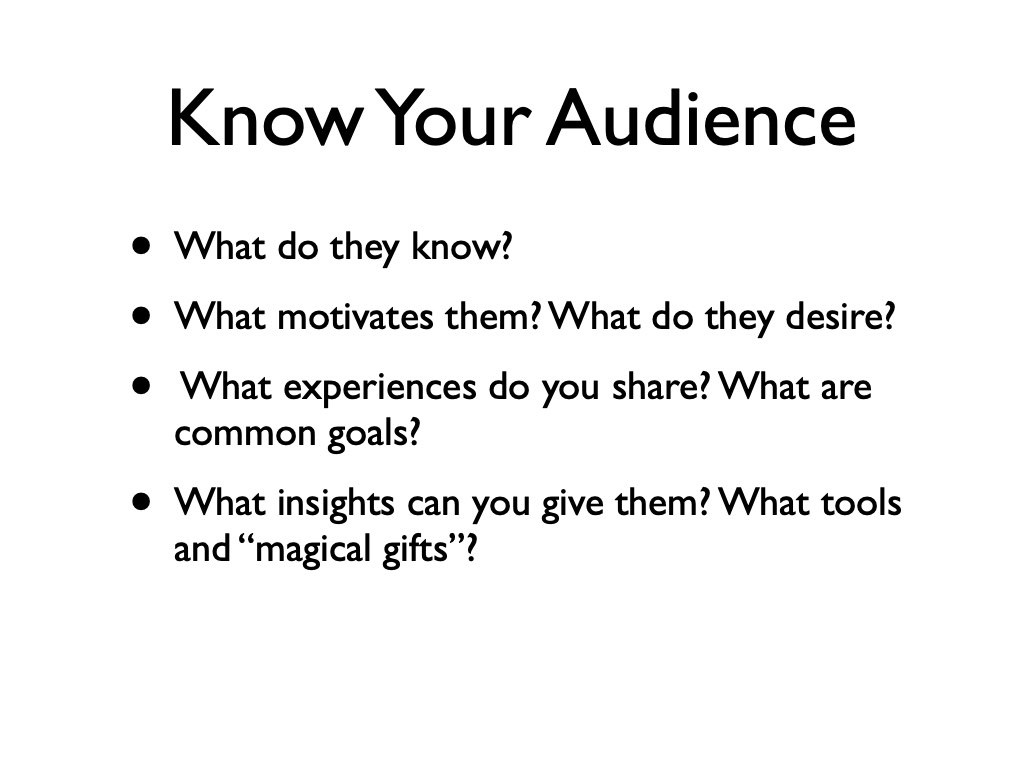 Know Your Audience
• What do they know?
• What motivates them? What do they desire?
• What experiences do you share? What are
common goals?
• What insights can you give them? What tools
and “magical gifts”?